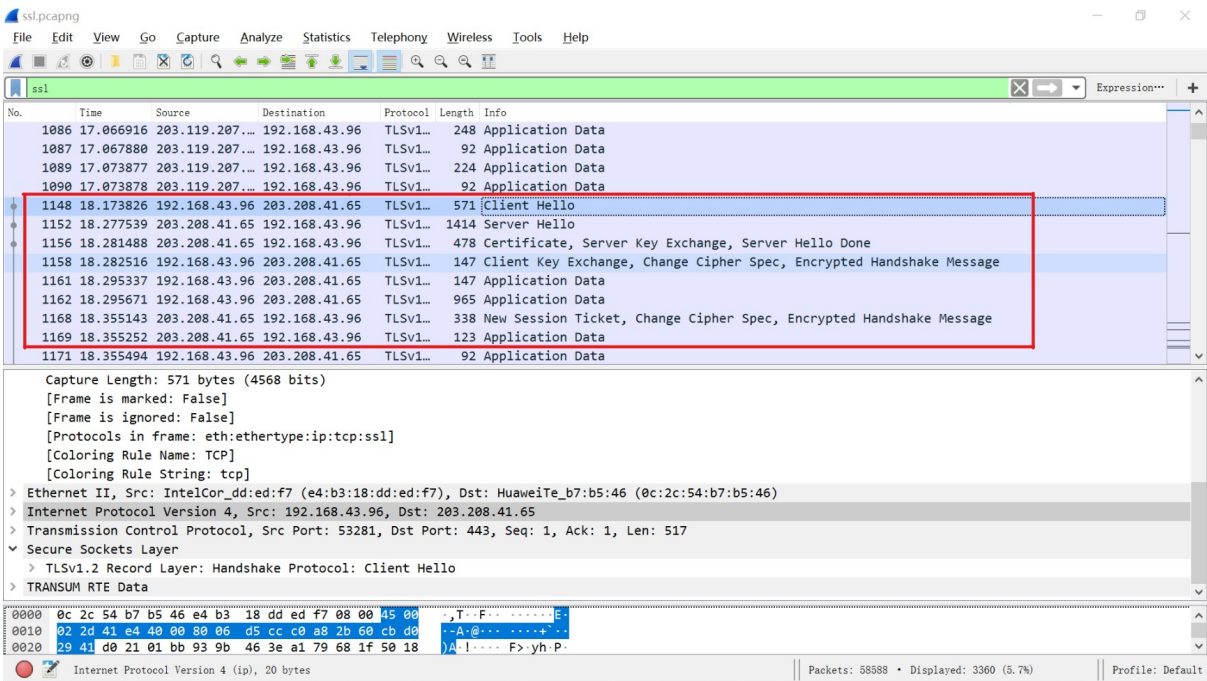 ssl.pcapng
File Edit View Go Capture Analyze Statistics Telephony Wireless Tools Help
ssl Expression… +
No. Time Source Destination Protocol Length Info
1086 17.066916 203.119.207.… 192.168.43.96 TLSv1… 248 Application Data
1087 17.067880 203.119.207.… 192.168.43.96 TLSv1… 92 Application Data
1089 17.073877 203.119.207.… 192.168.43.96 TLSv1… 224 Application Data
1090 17.073878 203.119.207.… 192.168.43.96 TLSv1… 92 Application Data
1148 18.173826 192.168.43.96 203.208.41.65 TLSv1… 571 Client Hello
1152 18.277539 203.208.41.65 192.168.43.96 TLSv1… 1414 Server Hello
1156 18.281488 203.208.41.65 192.168.43.96 TLSv1… 478 Certificate, Server Key Exchange, Server Hello Done
1158 18.282516 192.168.43.96 203.208.41.65 TLSv1… 147 Client Key Exchange, Change Cipher Spec, Encrypted Handshake Message
1161 18.295337 192.168.43.96 203.208.41.65 TLSv1… 147 Application Data
1162 18.295671 192.168.43.96 203.208.41.65 TLSv1… 965 Application Data
1168 18.355143 203.208.41.65 192.168.43.96 TLSv1… 338 New Session Ticket, Change Cipher Spec, Encrypted Handshake Message
1169 18.355252 203.208.41.65 192.168.43.96 TLSv1… 123 Application Data
1171 18.355494 192.168.43.96 203.208.41.65 TLSv1… 92 Application Data
Capture Length: 571 bytes (4568 bits)
[Frame is marked: False]
[Frame is ignored: False]
[Protocols in frame: eth:ethertype:ip:tcp:ssl]
[Coloring Rule Name: TCP]
[Coloring Rule String: tcp]
Ethernet II, Src: IntelCor_dd:ed:f7 (e4:b3:18:dd:ed:f7), Dst: HuaweiTe_b7:b5:46 (0c:2c:54:b7:b5:46)
Internet Protocol Version 4, Src: 192.168.43.96, Dst: 203.208.41.65
Transmission Control Protocol, Src Port: 53281, Dst Port: 443, Seq: 1, Ack: 1, Len: 517
Secure Sockets Layer
TLSv1.2 Record Layer: Handshake Protocol: Client Hello
TRANSUM RTE Data
0000 0c 2c 54 b7 b5 46 e4 b3 18 dd ed f7 08 00 45 00 ·,T··F·· ······E·
0010 02 2d 41 e4 40 00 80 06 d5 cc c0 a8 2b 60 cb d0 ·-A·@··· ····+`··
0020 29 41 d0 21 01 bb 93 9b 46 3e a1 79 68 1f 50 18 )A·!···· F>·yh·P·
Internet Protocol Version 4 (ip), 20 bytes Packets: 58588 • Displayed: 3360 (5.7%) Profile: Default